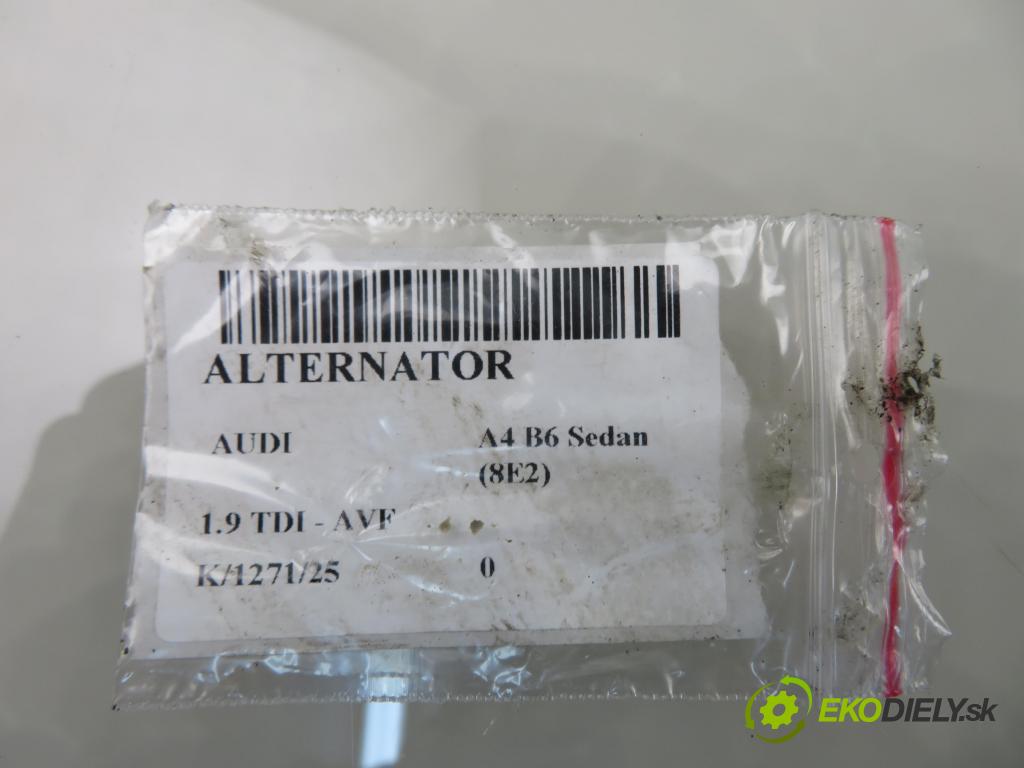 ALTERNATOR
AUDI
A4 B6 Sedan
(8E2)
1.9 TDI - AVF
K/1271/25
0
EKODIELY.sk